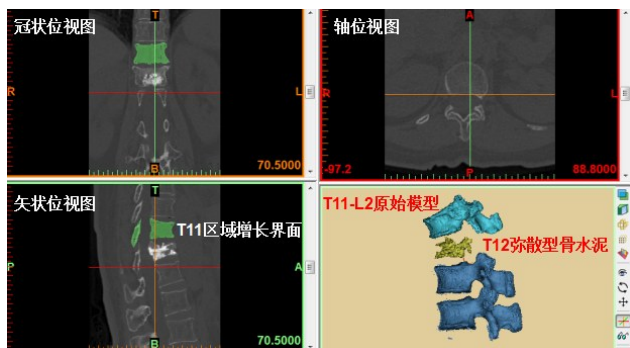 冠状位视图
T
R
L
B
70.5000
轴位视图
A
R
L
P
-97.2
88.8000
矢状位视图
T
T11区域增长界面
P
A
B
70.5000
T11-L2原始模型
T12弥散型骨水泥